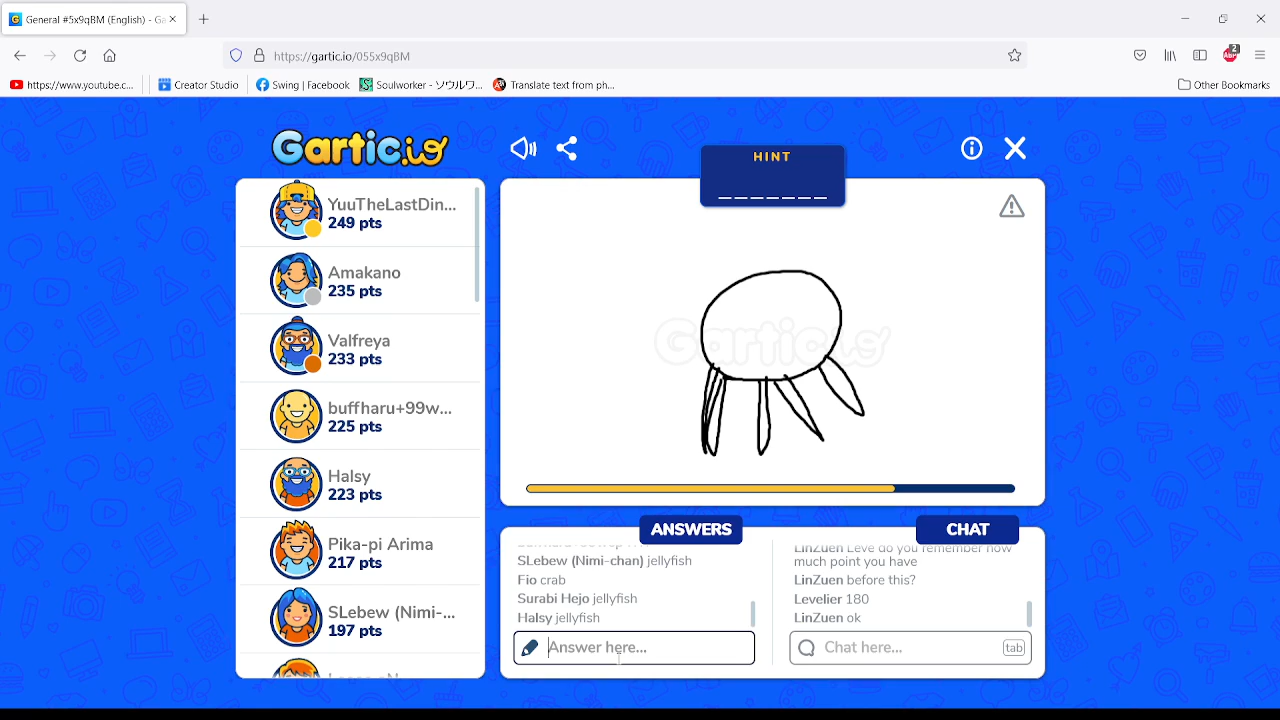 General #5x9qBM (English) - Ga
https://gartic.io/055x9qBM
2
https://www.youtube.c... Creator Studio Swing | Facebook Soulworker - ソウルワ... Translate text from ph... Other Bookmarks
Gartic.io
HINT
YuuTheLastDin...
249 pts
Amakano
235 pts
Valfreya
233 pts
buffharu+99w...
225 pts
Halsy
223 pts
Pika-pi Arima
217 pts
SLebew (Nimi-...
197 pts
Gartic.io
ANSWERS
SLebew (Nimi-chan) jellyfish
Fio crab
Surabi Hejo jellyfish
Halsy jellyfish
Answer here...
CHAT
LinZuen Leve do you remember how
much point you have
LinZuen before this?
Levelier 180
LinZuen ok
Chat here... tab